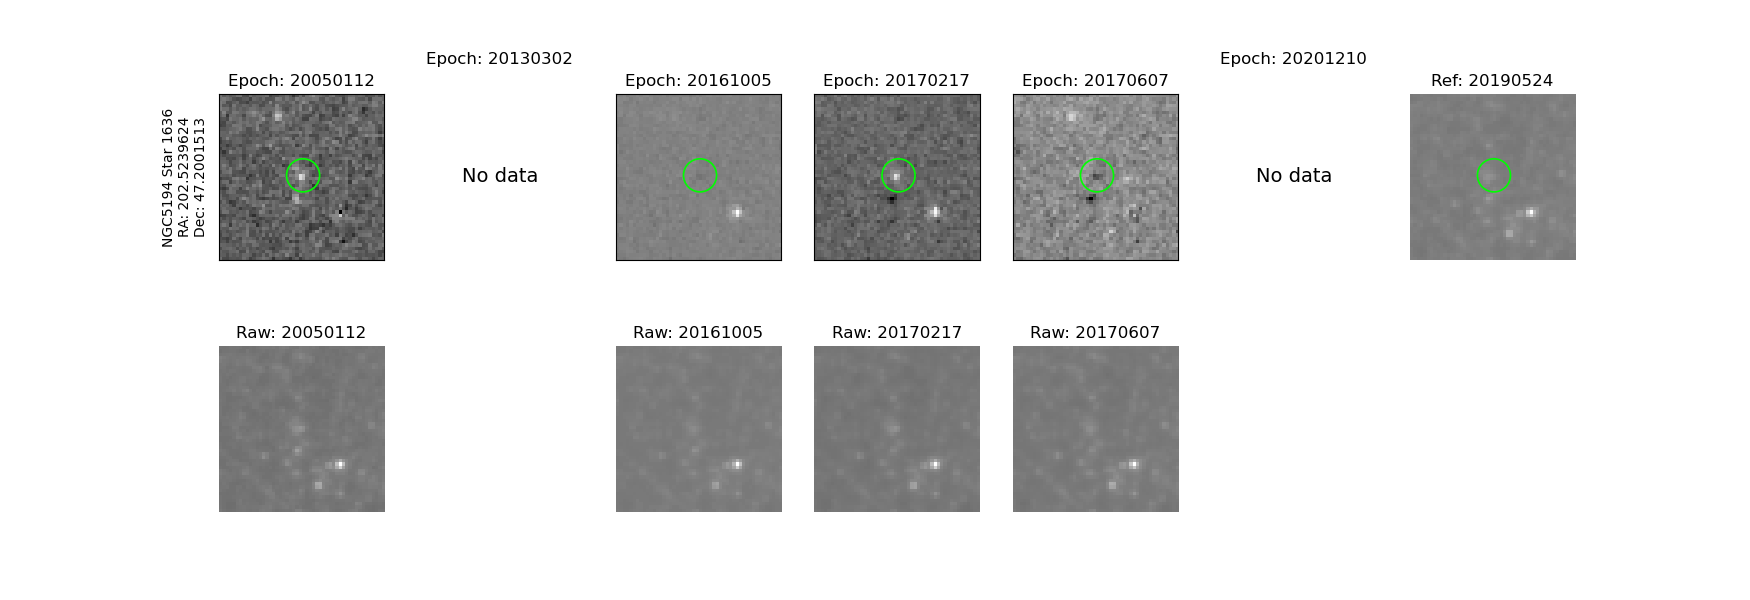 Epoch: 20130302
Epoch: 20201210
Epoch: 20050112
Epoch: 20161005
Epoch: 20170217
Epoch: 20170607
Ref: 20190524
NGC5194 Star 1636
RA: 202.5239624
Dec: 47.2001513
No data
No data
Raw: 20050112
Raw: 20161005
Raw: 20170217
Raw: 20170607